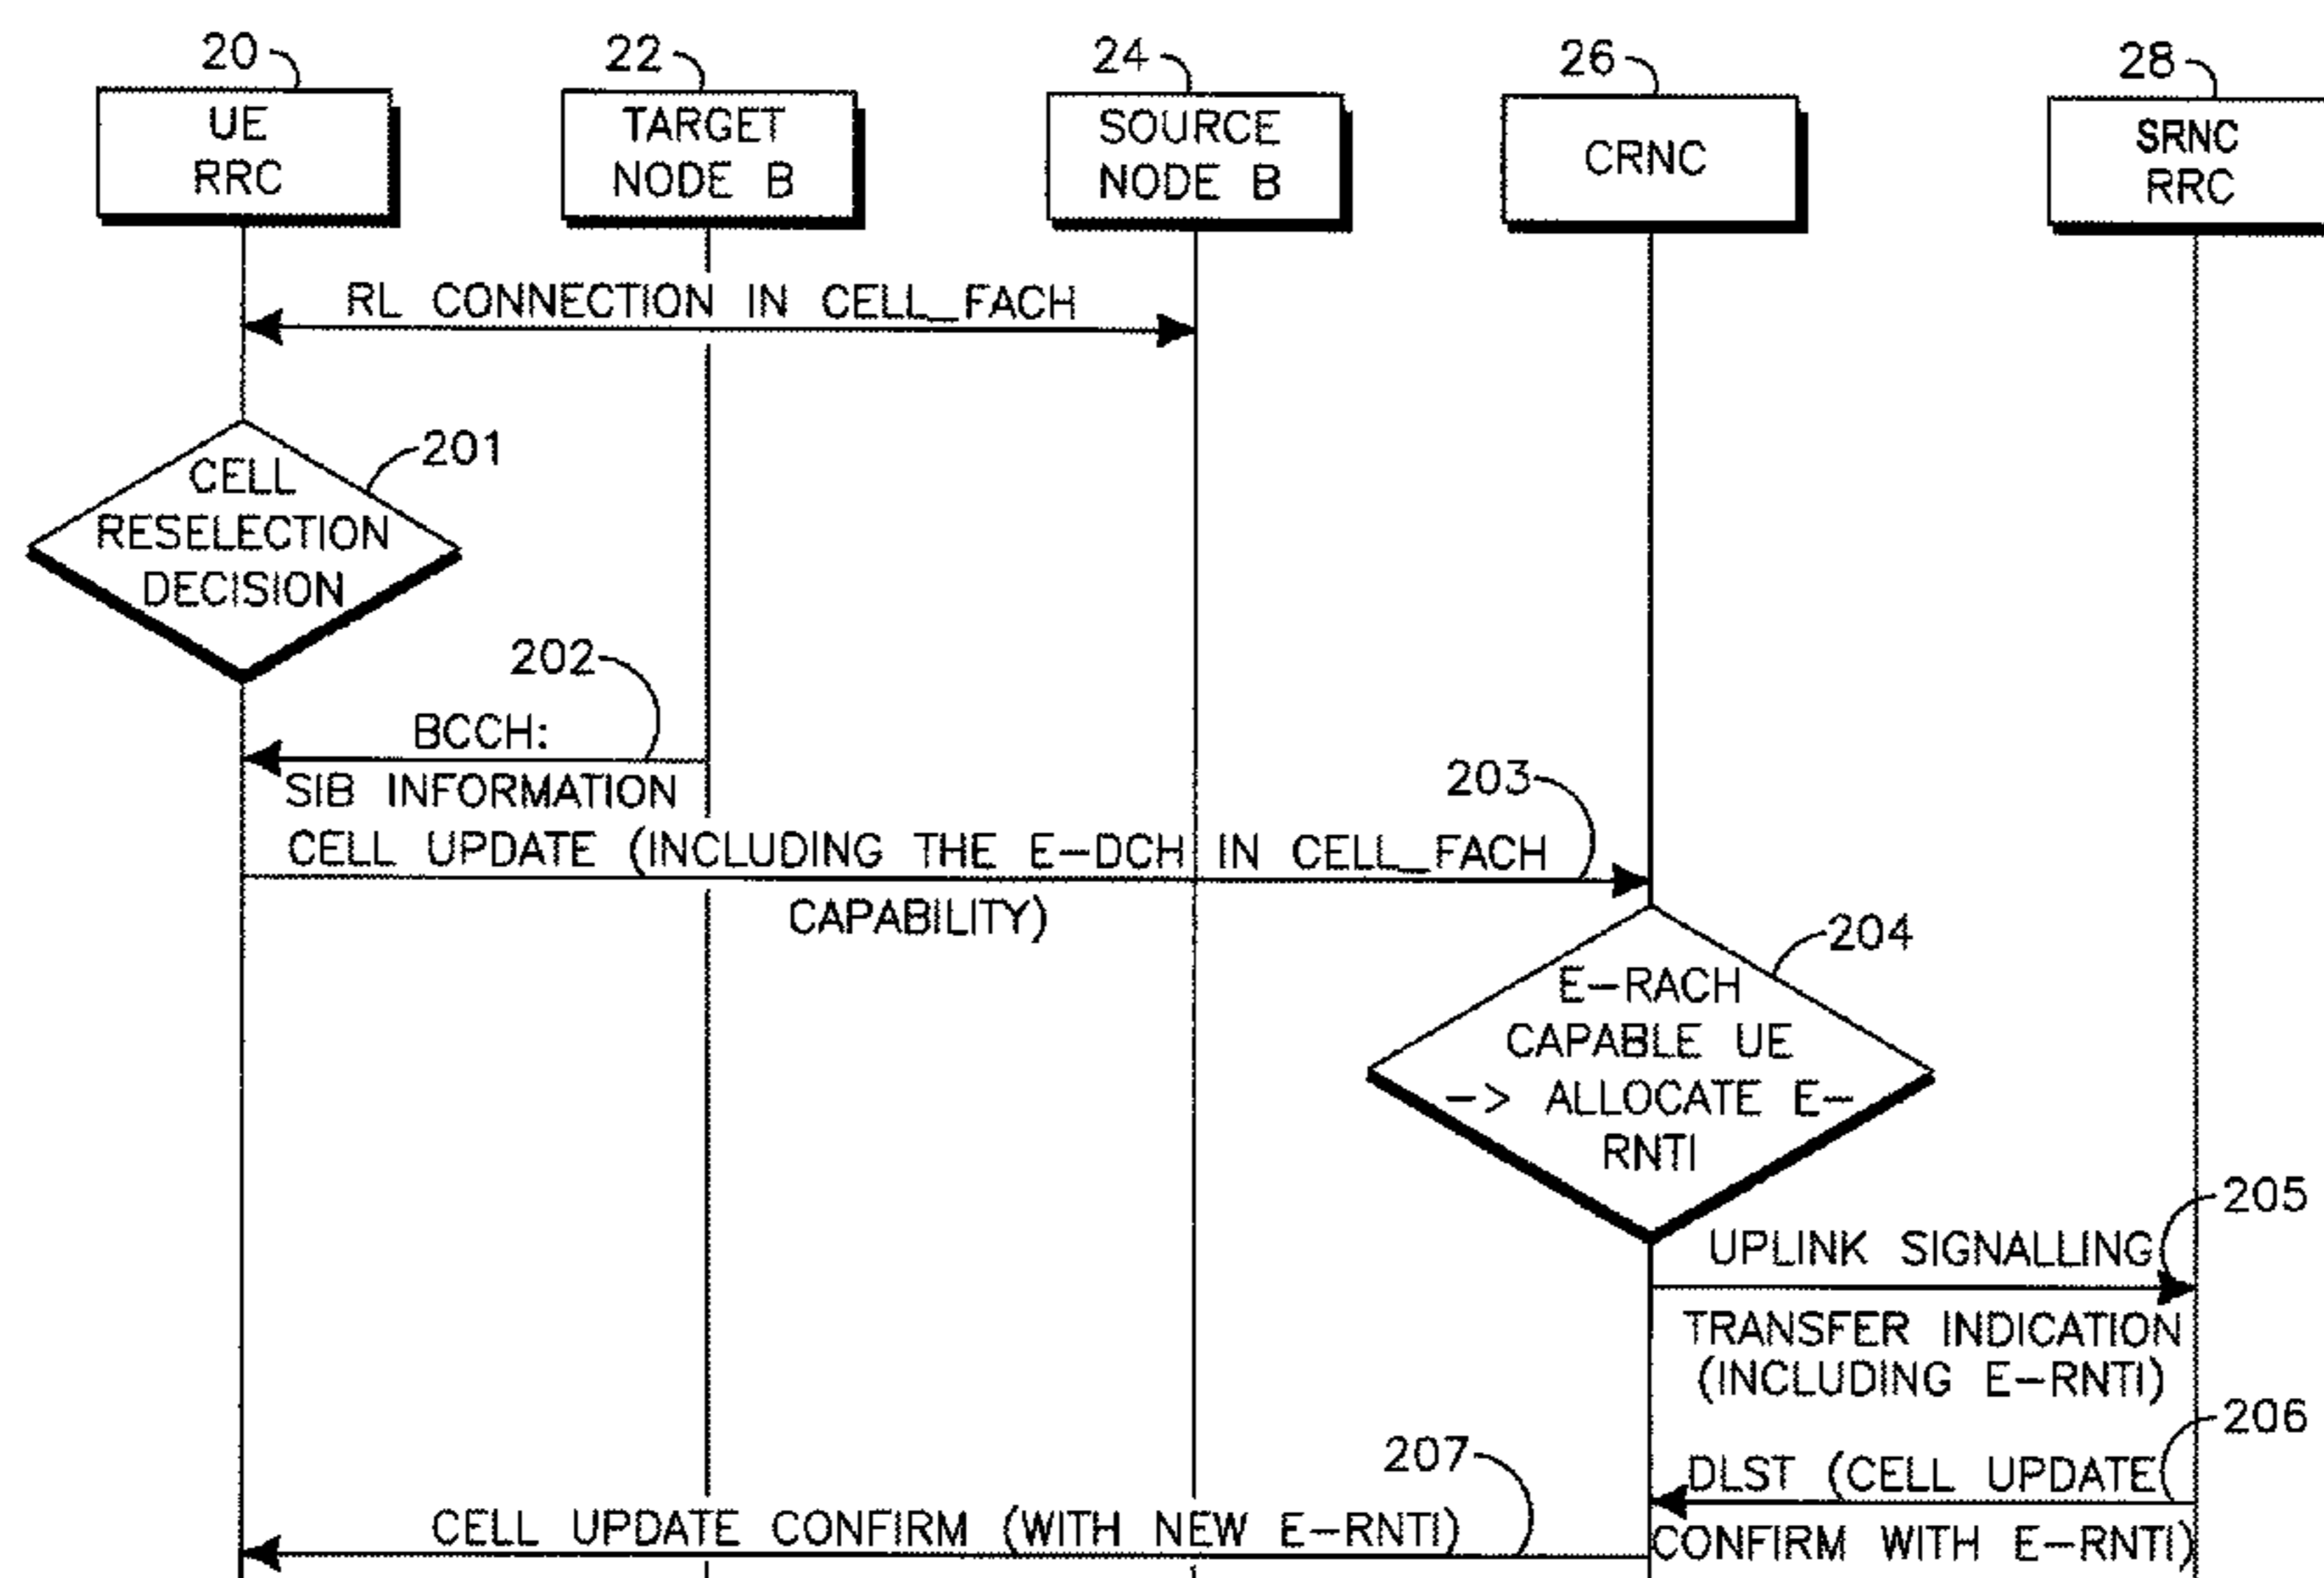 20
22
24
26
28
UE
RRC
TARGET
NODE B
SOURCE
NODE B
CRNC
SRNC
RRC
RL CONNECTION IN CELL_FACH
201
CELL
RESELECTION
DECISION
202
BCCH:
SIB INFORMATION
203
CELL UPDATE (INCLUDING THE E-DCH IN CELL_FACH
CAPABILITY)
204
E-RACH
CAPABLE UE
-> ALLOCATE E-
RNTI
205
UPLINK SIGNALLING
TRANSFER INDICATION
(INCLUDING E-RNTI)
206
DLST (CELL UPDATE
CONFIRM WITH E-RNTI)
207
CELL UPDATE CONFIRM (WITH NEW E-RNTI)